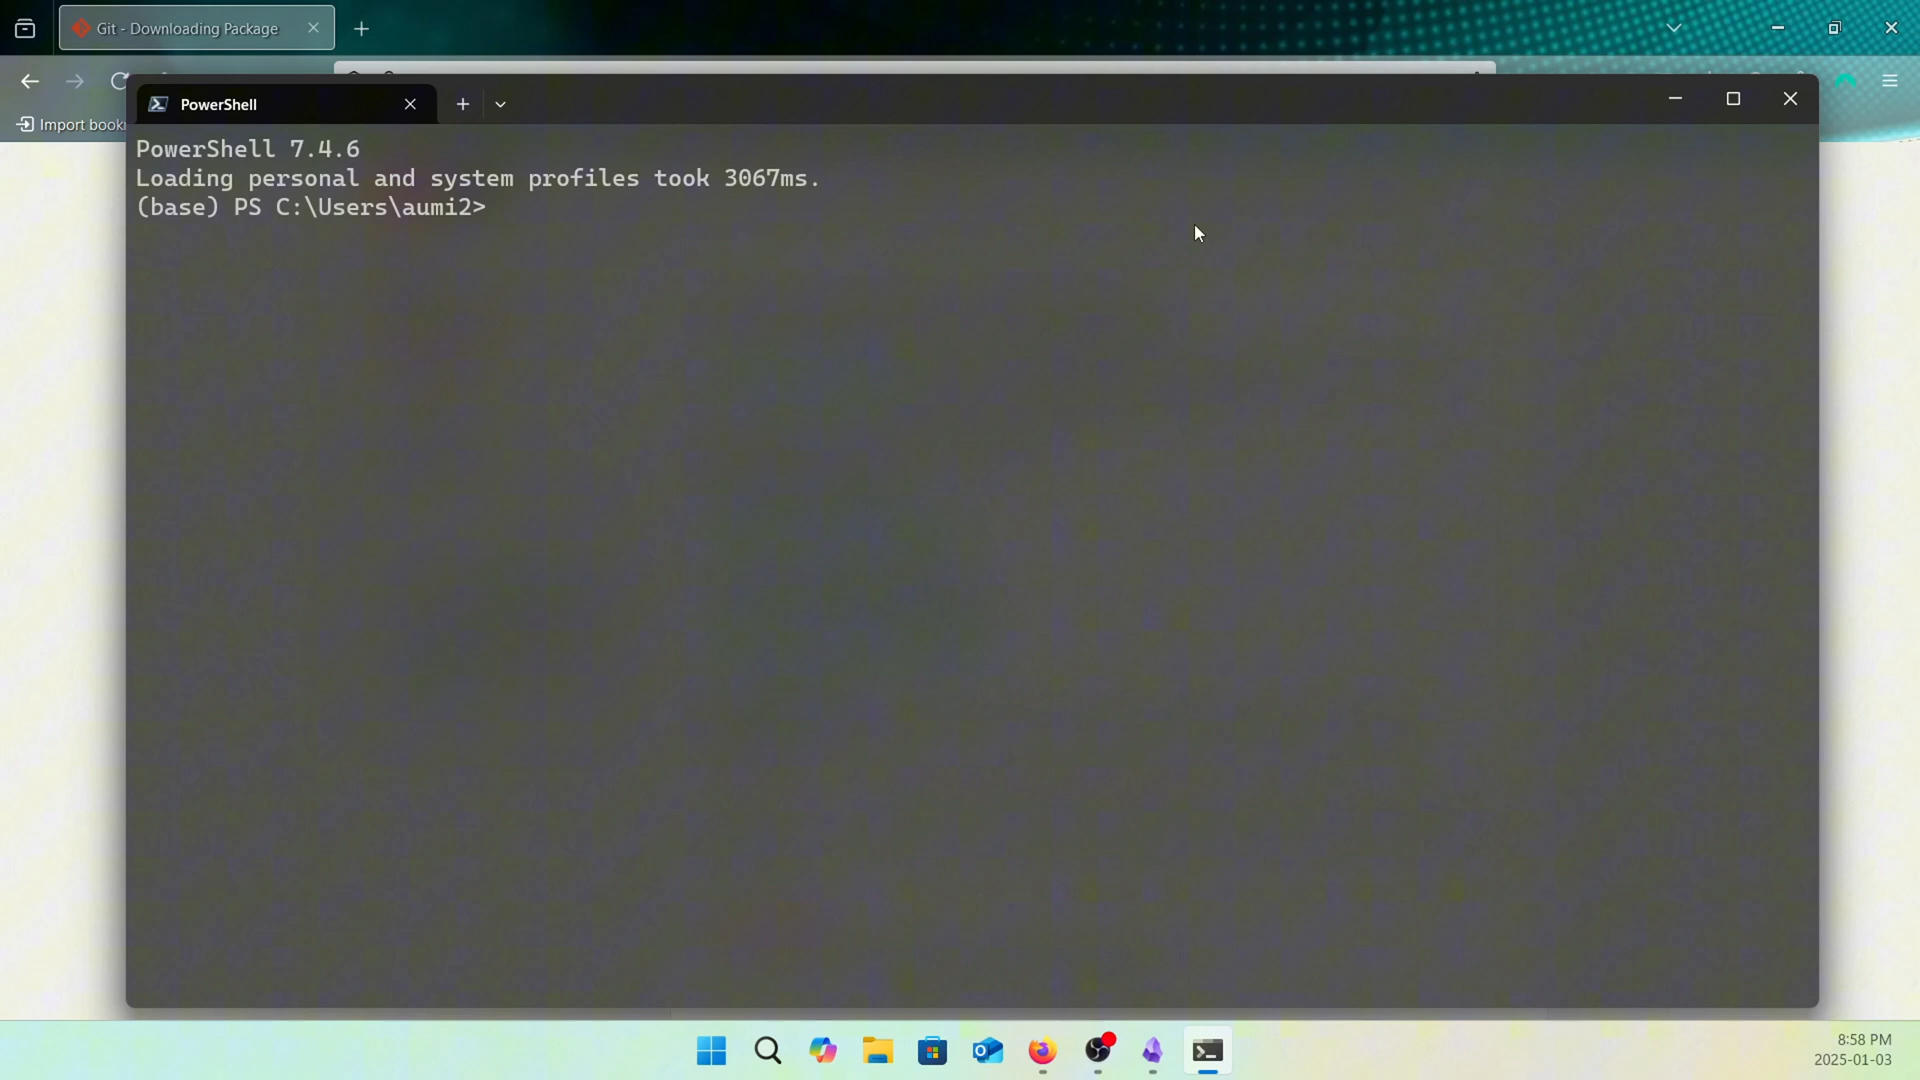 Git - Downloading Package
Import book
PowerShell
PowerShell 7.4.6
Loading personal and system profiles took 3067ms.
(base) PS C:\Users\aumi2>
8:58 PM
2025-01-03